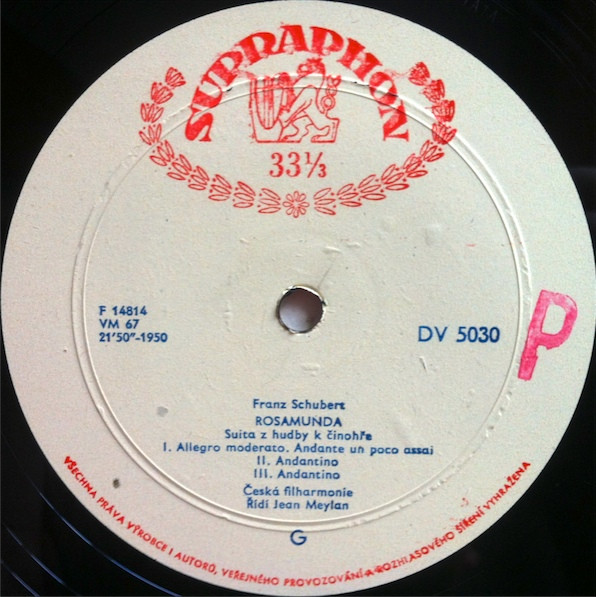 SUPRAPHON
33⅓
F 14814
VM 67
21'50"-1950
DV 5030
P
Franz Schubert
ROSAMUNDA
Suita z hudby k činohře
I. Allegro moderato. Andante un poco assai
II. Andantino
III. Andantino
Česká filharmonie
Řídí Jean Meylan
G
VŠECHNA PRÁVA VÝROBCE I AUTORŮ, VEŘEJNÉHO PROVOZOVÁNÍ A ROZHLASOVÉHO ŠÍŘENÍ VYHRAŽENA